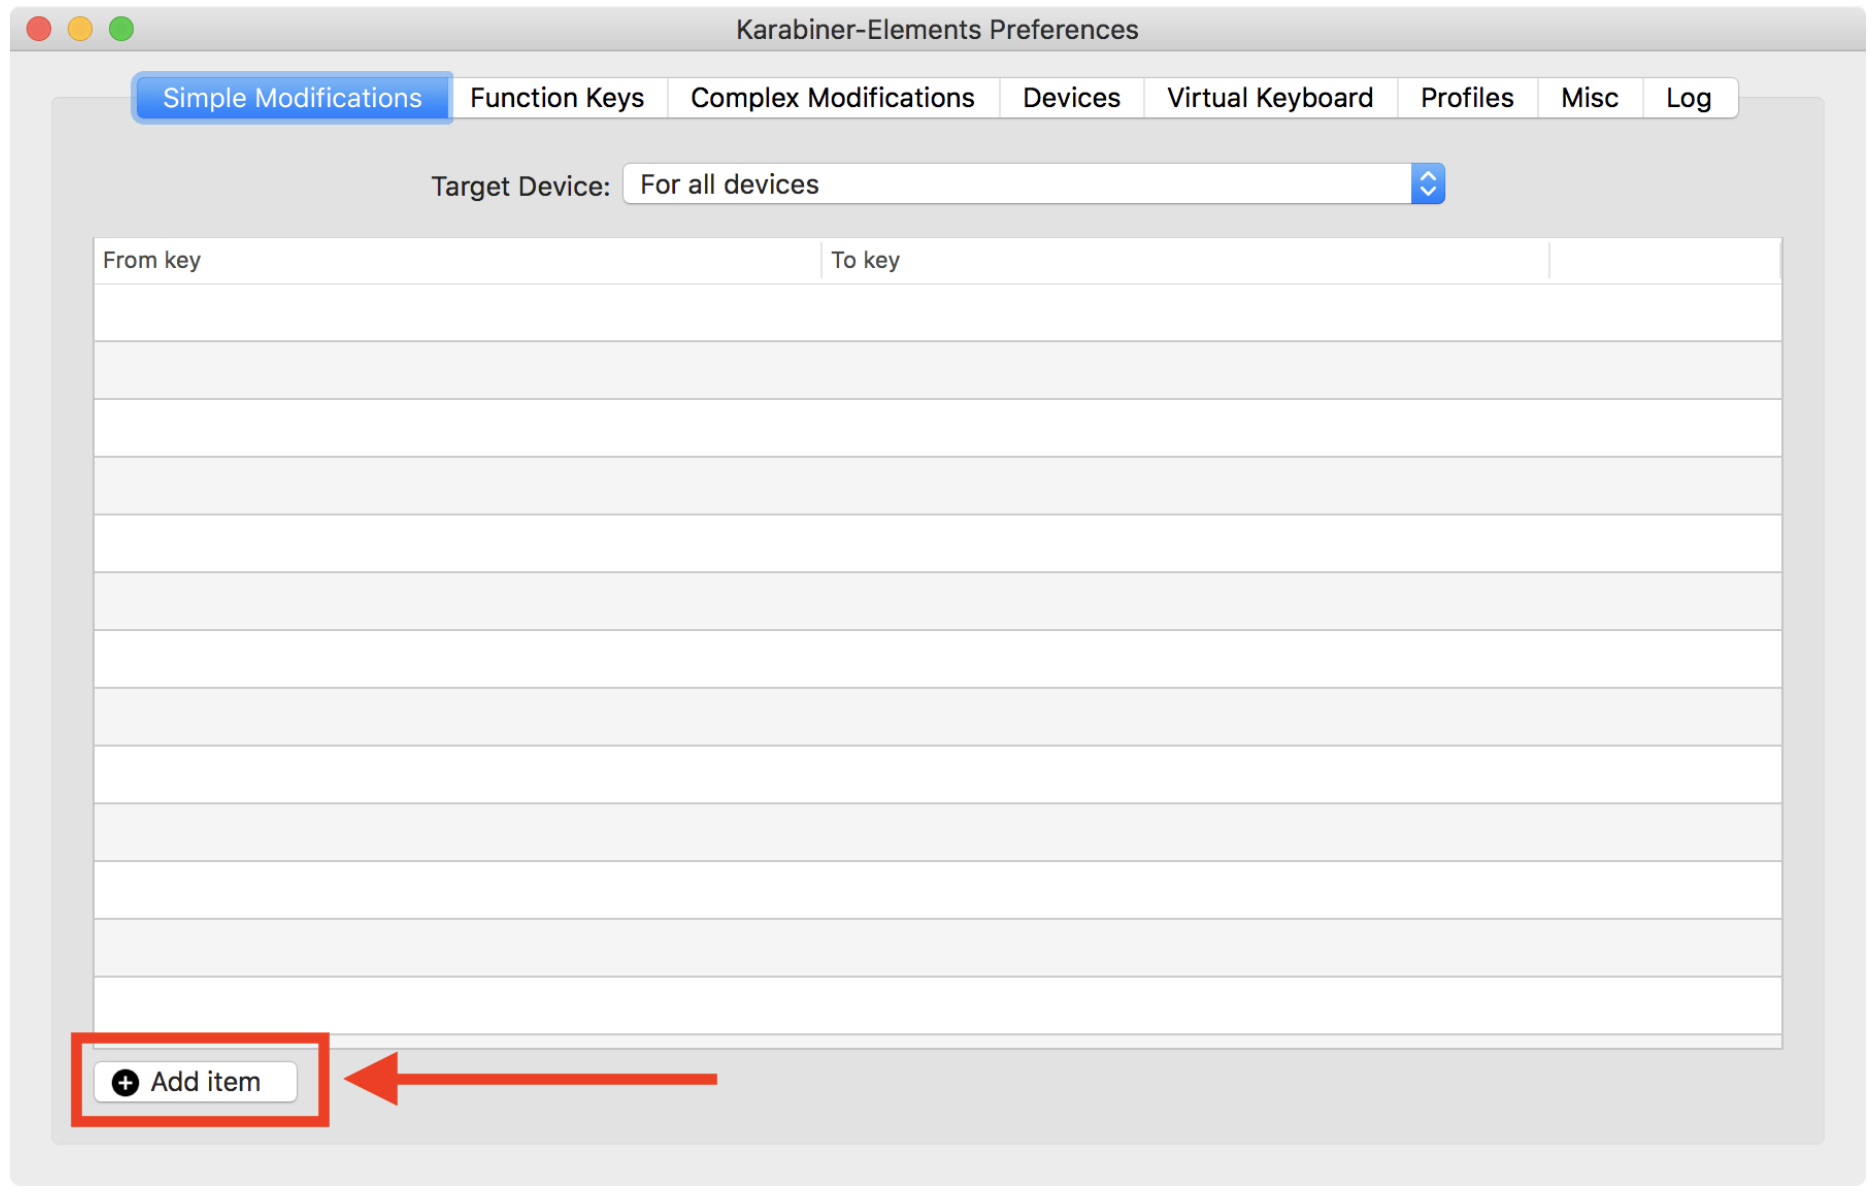 Karabiner-Elements Preferences
Simple Modifications Function Keys Complex Modifications Devices Virtual Keyboard Profiles Misc Log
Target Device: For all devices
From key To key
Add item